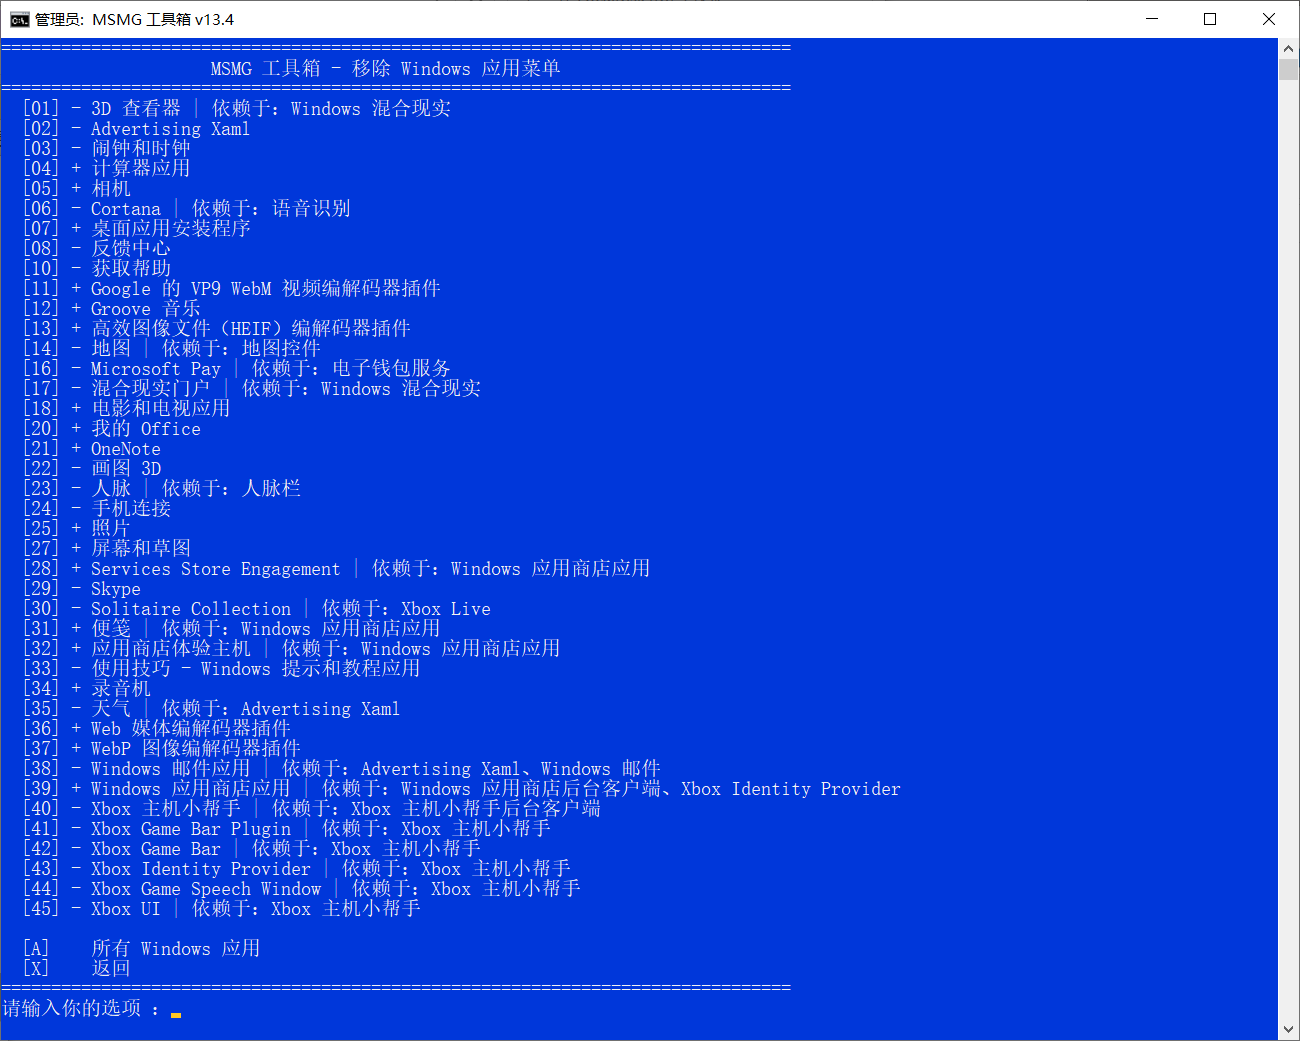 管理员: MSMG 工具箱 v13.4
===============================================================================
MSMG 工具箱 - 移除 Windows 应用菜单
===============================================================================
[01] - 3D 查看器 | 依赖于: Windows 混合现实
[02] - Advertising Xaml
[03] - 闹钟和时钟
[04] + 计算器应用
[05] + 相机
[06] - Cortana | 依赖于: 语音识别
[07] + 桌面应用安装程序
[08] - 反馈中心
[10] - 获取帮助
[11] + Google 的 VP9 WebM 视频编解码器插件
[12] + Groove 音乐
[13] + 高效图像文件（HEIF）编解码器插件
[14] - 地图 | 依赖于: 地图控件
[16] - Microsoft Pay | 依赖于: 电子钱包服务
[17] - 混合现实门户 | 依赖于: Windows 混合现实
[18] + 电影和电视应用
[20] + 我的 Office
[21] + OneNote
[22] - 画图 3D
[23] - 人脉 | 依赖于: 人脉栏
[24] - 手机连接
[25] + 照片
[27] + 屏幕和草图
[28] + Services Store Engagement | 依赖于: Windows 应用商店应用
[29] - Skype
[30] - Solitaire Collection | 依赖于: Xbox Live
[31] + 便笺 | 依赖于: Windows 应用商店应用
[32] + 应用商店体验主机 | 依赖于: Windows 应用商店应用
[33] - 使用技巧 - Windows 提示和教程应用
[34] + 录音机
[35] - 天气 | 依赖于: Advertising Xaml
[36] + Web 媒体编解码器插件
[37] + WebP 图像编解码器插件
[38] - Windows 邮件应用 | 依赖于: Advertising Xaml、Windows 邮件
[39] + Windows 应用商店应用 | 依赖于: Windows 应用商店后台客户端、Xbox Identity Provider
[40] - Xbox 主机小帮手 | 依赖于: Xbox 主机小帮手后台客户端
[41] - Xbox Game Bar Plugin | 依赖于: Xbox 主机小帮手
[42] - Xbox Game Bar | 依赖于: Xbox 主机小帮手
[43] - Xbox Identity Provider | 依赖于: Xbox 主机小帮手
[44] - Xbox Game Speech Window | 依赖于: Xbox 主机小帮手
[45] - Xbox UI | 依赖于: Xbox 主机小帮手
[A] 所有 Windows 应用
[X] 返回
===============================================================================
请输入你的选项 :